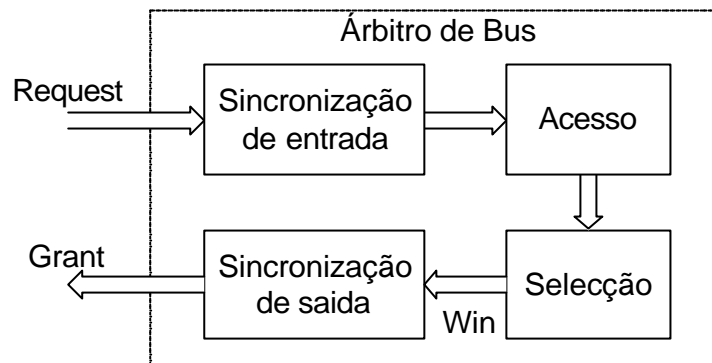 Árbitro de Bus
Request
Sincronização
de entrada
Acesso
Grant
Sincronização
de saida
Win
Selecção